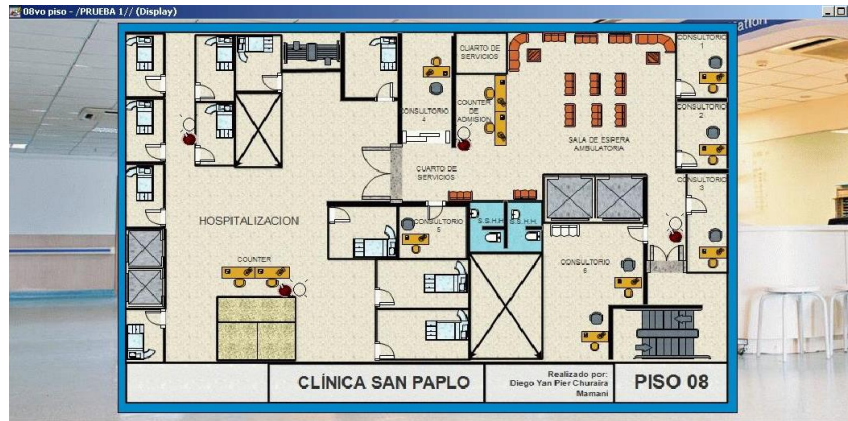 08vo piso - /PRUEBA 1// (Display)
CONSULTORIO
1
CUARTO DE
SERVICIOS
COUNTER
DE
ADMISION
CONSULTORIO
4
CONSULTORIO
2
SALA DE ESPERA
AMBULATORIA
CUARTO DE
SERVICIOS
CONSULTORIO
3
HOSPITALIZACION
CONSULTORIO
5
S.S.H.H.
S.S.H.H.
COUNTER
CONSULTORIO
6
CLÍNICA SAN PAPLO
Realizado por:
Diego Yan Pier Churaira
Mamani
PISO 08